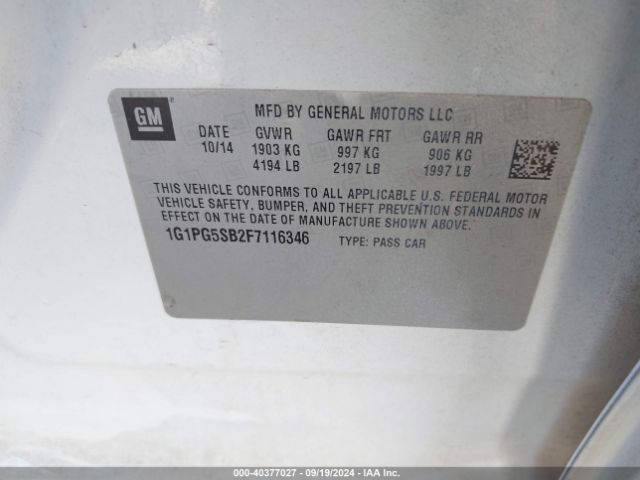 GM
MFD BY GENERAL MOTORS LLC
DATE GVWR GAWR FRT GAWR RR
10/14 1903 KG 997 KG 906 KG
4194 LB 2197 LB 1997 LB
THIS VEHICLE CONFORMS TO ALL APPLICABLE U.S. FEDERAL MOTOR
VEHICLE SAFETY, BUMPER, AND THEFT PREVENTION STANDARDS IN
EFFECT ON THE DATE OF MANUFACTURE SHOWN ABOVE.
1G1PG5SB2F7116346 TYPE: PASS CAR
000-40377027 - 09/19/2024 - IAA Inc.